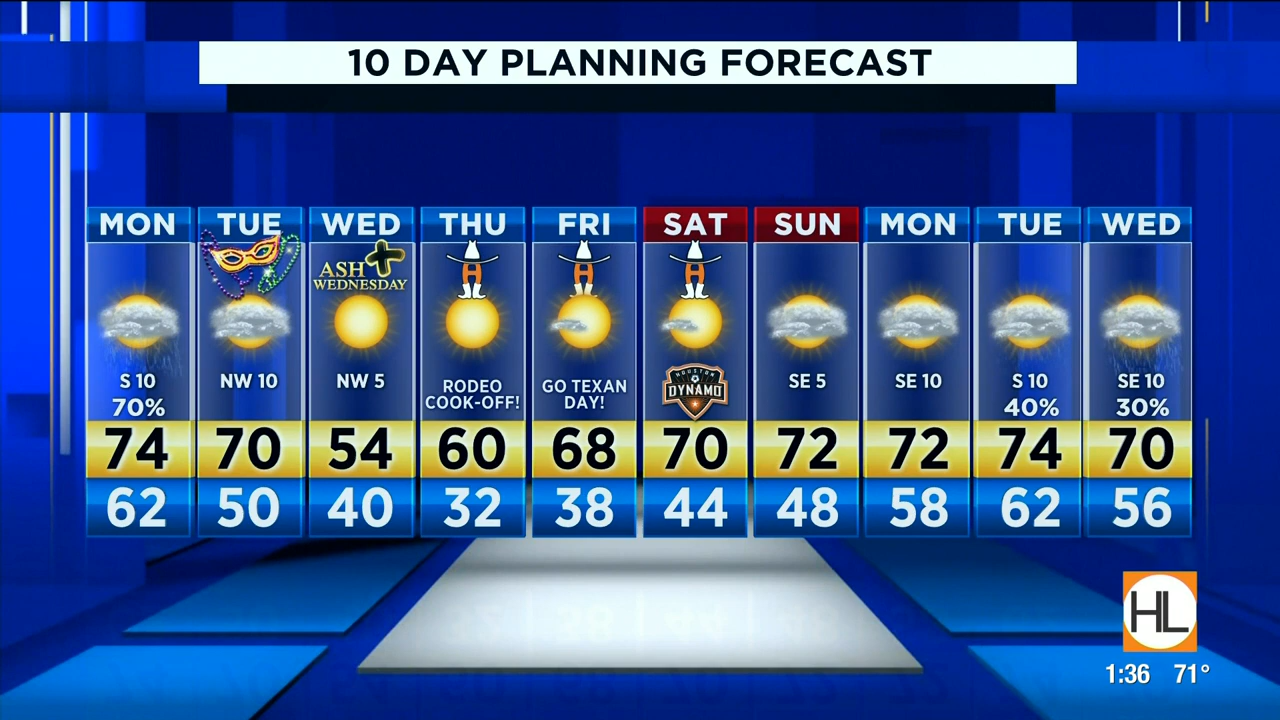 10 DAY PLANNING FORECAST
MON TUE WED THU FRI SAT SUN MON TUE WED
ASH
WEDNESDAY
S 10 NW 10 NW 5 RODEO COOK-OFF! GO TEXAN DAY! HOUSTON DYNAMO SE 5 SE 10 S 10 SE 10
70% 40% 30%
74 70 54 60 68 70 72 72 74 70
62 50 40 32 38 44 48 58 62 56
HL
1:36 71°